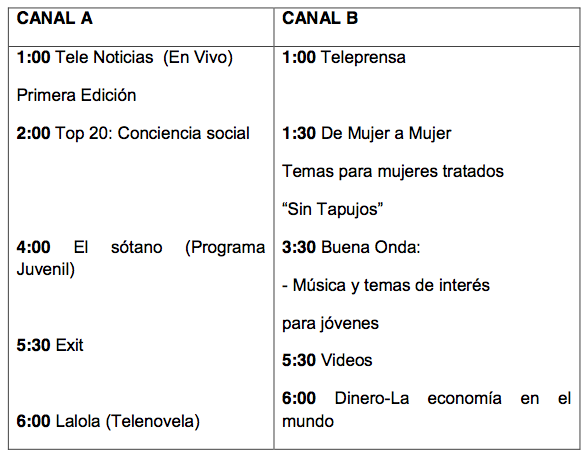 CANAL A
1:00 Tele Noticias (En Vivo)
Primera Edición
2:00 Top 20: Conciencia social
4:00 El sótano (Programa
Juvenil)
5:30 Exit
6:00 Lalola (Telenovela)
CANAL B
1:00 Teleprensa
1:30 De Mujer a Mujer
Temas para mujeres tratados
“Sin Tapujos”
3:30 Buena Onda:
- Música y temas de interés
para jóvenes
5:30 Videos
6:00 Dinero-La economía en el
mundo